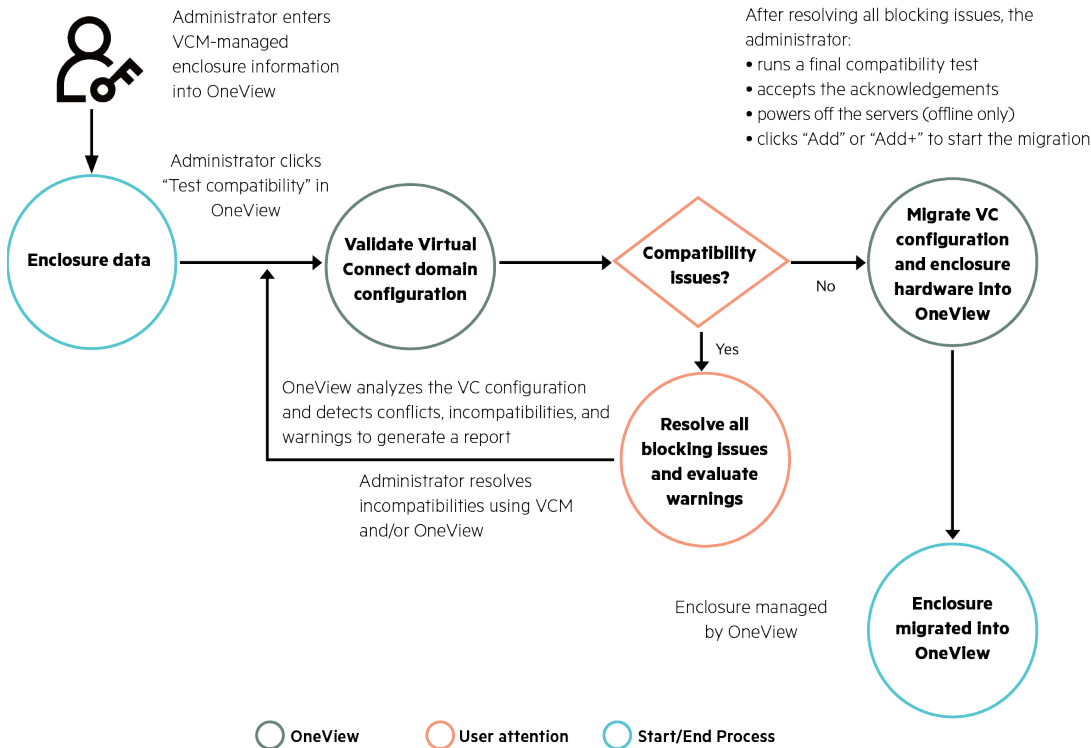 Administrator enters
VCM-managed
enclosure information
into OneView
After resolving all blocking issues, the
administrator:
• runs a final compatibility test
• accepts the acknowledgements
• powers off the servers (offline only)
• clicks “Add” or “Add+” to start the migration
Administrator clicks
“Test compatibility” in
OneView
Enclosure data
Validate Virtual
Connect domain
configuration
Compatibility
issues?
No
Migrate VC
configuration
and enclosure
hardware into
OneView
Yes
OneView analyzes the VC configuration
and detects conflicts, incompatibilities, and
warnings to generate a report
Resolve all
blocking issues
and evaluate
warnings
Administrator resolves
incompatibilities using VCM
and/or OneView
Enclosure managed
by OneView
Enclosure
migrated into
OneView
OneView
User attention
Start/End Process